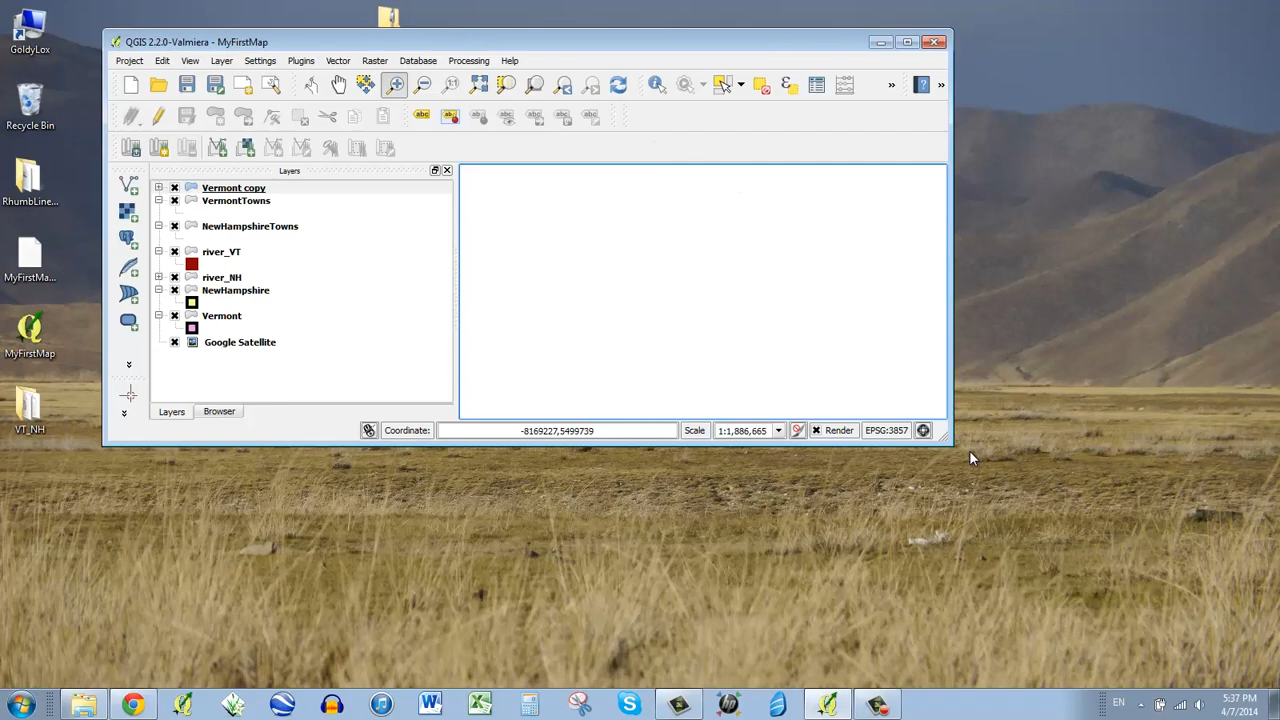 GoldyLox
Recycle Bin
RhumbLine...
MyFirstMa...
MyFirstMap
VT_NH
QGIS 2.2.0-Valmiera - MyFirstMap
Project Edit View Layer Settings Plugins Vector Raster Database Processing Help
Layers
Vermont copy
VermontTowns
NewHampshireTowns
river_VT
river_NH
NewHampshire
Vermont
Google Satellite
Layers Browser
Coordinate: -8169227,5499739 Scale 1:1,886,665 Render EPSG:3857
EN
5:37 PM
4/7/2014